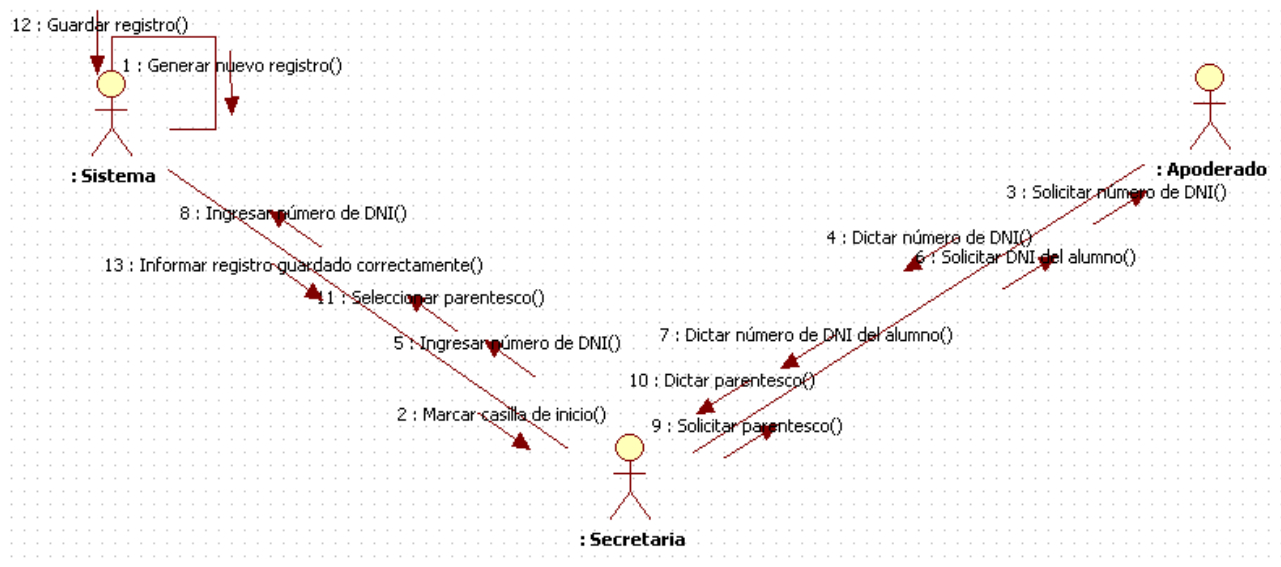 12 : Guardar registro()
1 : Generar nuevo registro()
: Sistema
: Apoderado
3 : Solicitar número de DNI()
8 : Ingresar número de DNI()
4 : Dictar número de DNI()
6 : Solicitar DNI del alumno()
13 : Informar registro guardado correctamente()
11 : Seleccionar parentesco()
7 : Dictar número de DNI del alumno()
5 : Ingresar número de DNI()
10 : Dictar parentesco()
2 : Marcar casilla de inicio()
9 : Solicitar parentesco()
: Secretaria